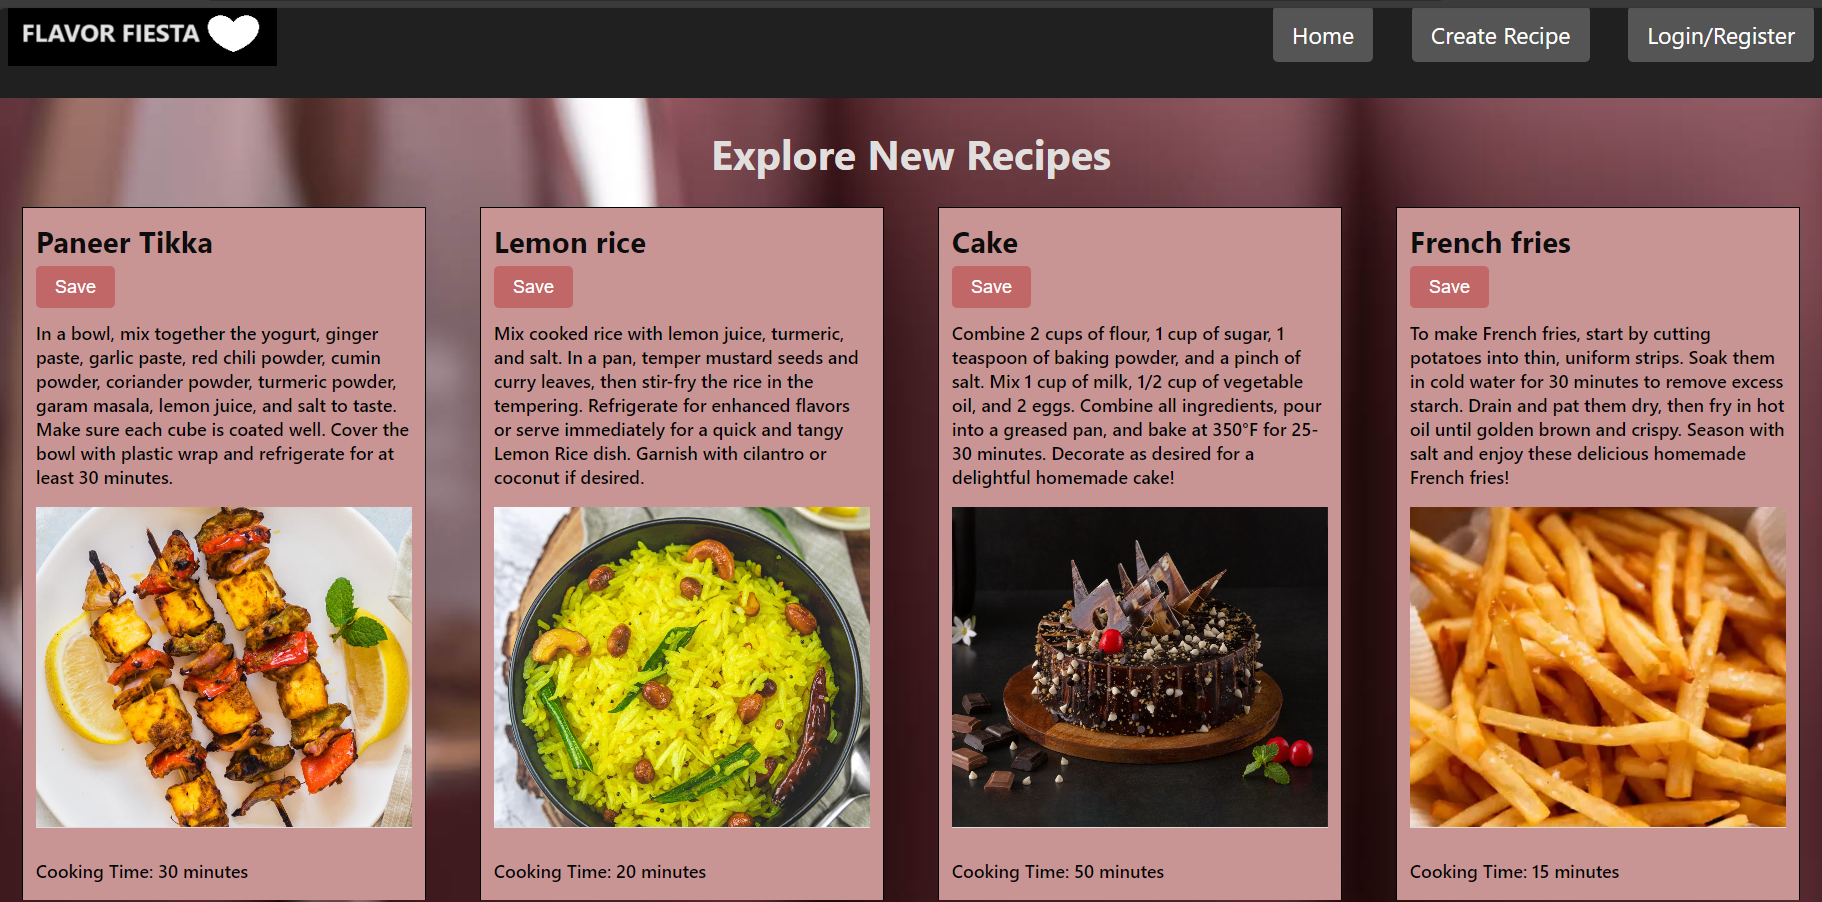 FLAVOR FIESTA
Home
Create Recipe
Login/Register
Explore New Recipes
Paneer Tikka
Save
In a bowl, mix together the yogurt, ginger
paste, garlic paste, red chili powder, cumin
powder, coriander powder, turmeric powder,
garam masala, lemon juice, and salt to taste.
Make sure each cube is coated well. Cover the
bowl with plastic wrap and refrigerate for at
least 30 minutes.
Cooking Time: 30 minutes
Lemon rice
Save
Mix cooked rice with lemon juice, turmeric,
and salt. In a pan, temper mustard seeds and
curry leaves, then stir-fry the rice in the
tempering. Refrigerate for enhanced flavors
or serve immediately for a quick and tangy
Lemon Rice dish. Garnish with cilantro or
coconut if desired.
Cooking Time: 20 minutes
Cake
Save
Combine 2 cups of flour, 1 cup of sugar, 1
teaspoon of baking powder, and a pinch of
salt. Mix 1 cup of milk, 1/2 cup of vegetable
oil, and 2 eggs. Combine all ingredients, pour
into a greased pan, and bake at 350°F for 25-
30 minutes. Decorate as desired for a
delightful homemade cake!
Cooking Time: 50 minutes
French fries
Save
To make French fries, start by cutting
potatoes into thin, uniform strips. Soak them
in cold water for 30 minutes to remove excess
starch. Drain and pat them dry, then fry in hot
oil until golden brown and crispy. Season with
salt and enjoy these delicious homemade
French fries!
Cooking Time: 15 minutes